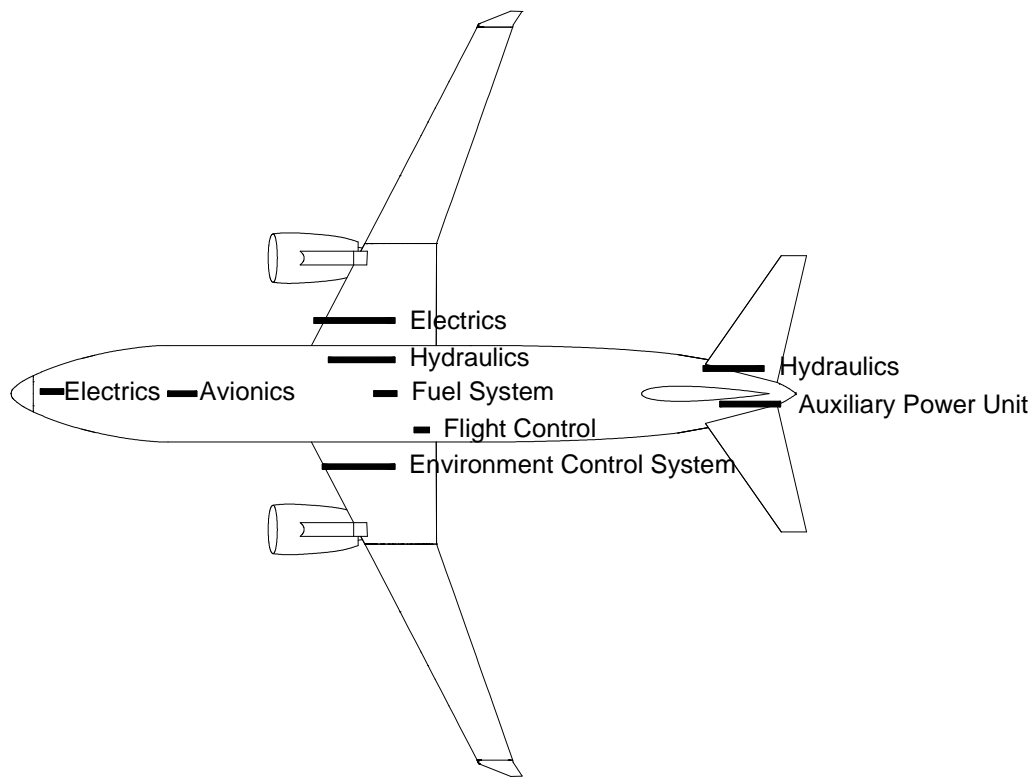 Electrics
Hydraulics
Hydraulics
Electrics
Avionics
Fuel System
Auxiliary Power Unit
Flight Control
Environment Control System